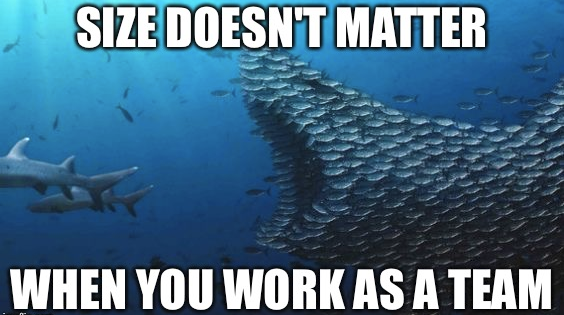 SIZE DOESN'T MATTER
WHEN YOU WORK AS A TEAM